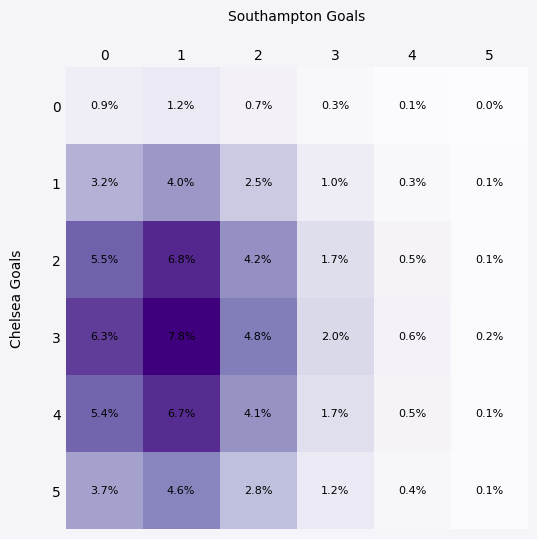 Southampton Goals
0 1 2 3 4 5
0 0.9% 1.2% 0.7% 0.3% 0.1% 0.0%
1 3.2% 4.0% 2.5% 1.0% 0.3% 0.1%
2 5.5% 6.8% 4.2% 1.7% 0.5% 0.1%
3 6.3% 7.8% 4.8% 2.0% 0.6% 0.2%
4 5.4% 6.7% 4.1% 1.7% 0.5% 0.1%
5 3.7% 4.6% 2.8% 1.2% 0.4% 0.1%
Chelsea Goals